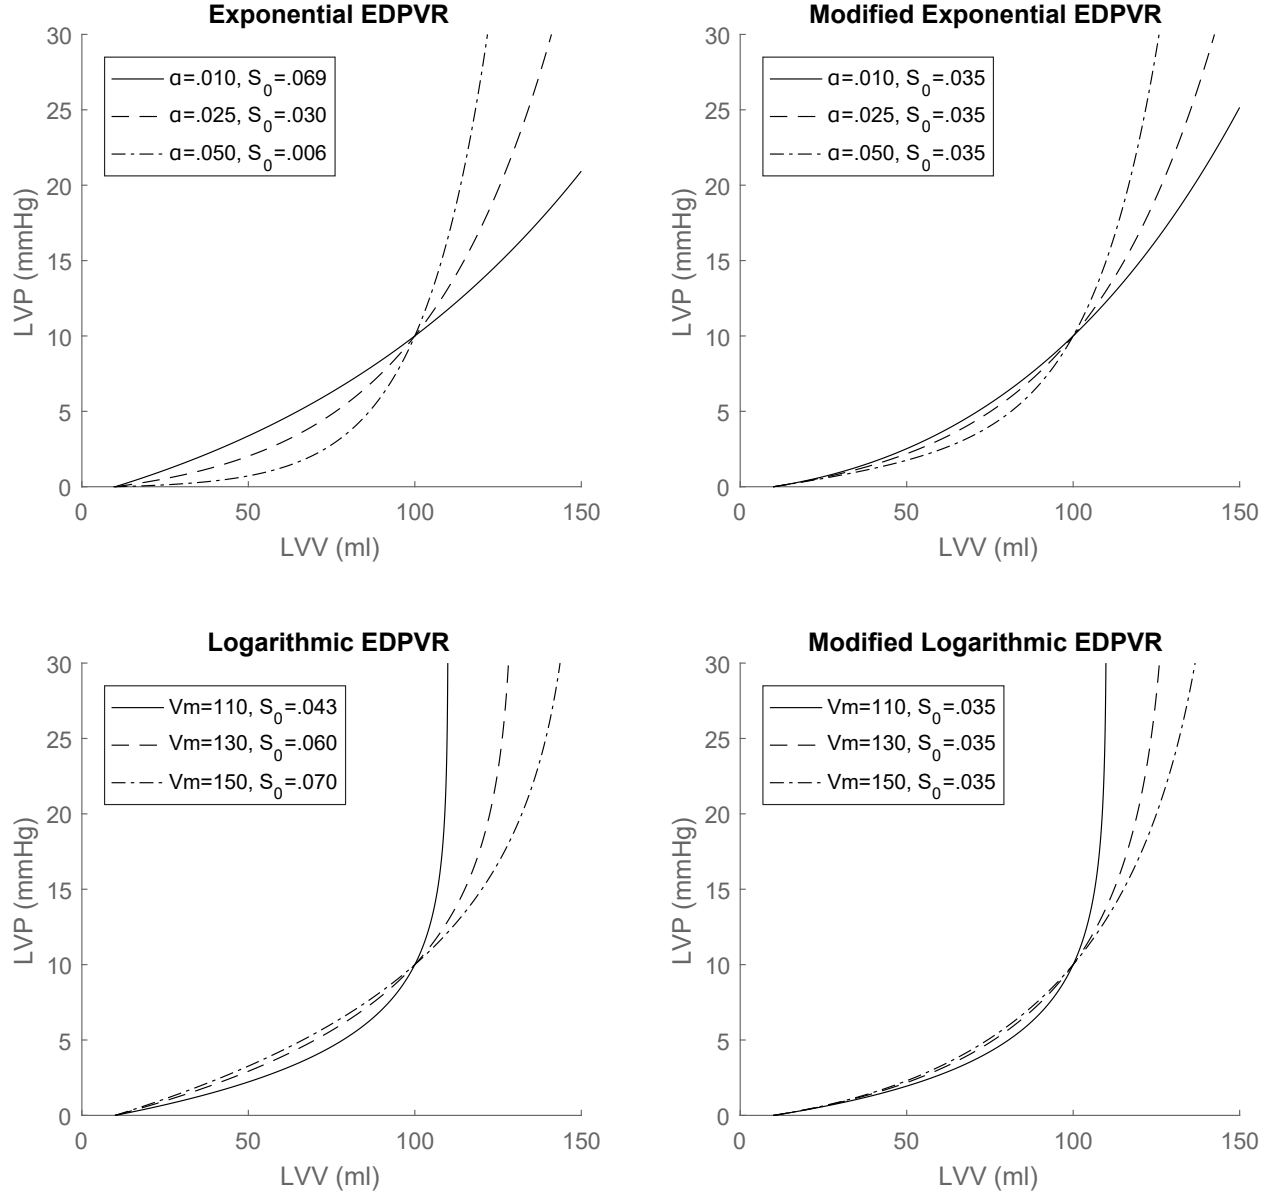 Exponential EDPVR
30
25
20
15
10
5
0
0 50 100 150
LVP (mmHg)
LVV (ml)
ɑ=.010, S0=.069
ɑ=.025, S0=.030
ɑ=.050, S0=.006
Modified Exponential EDPVR
30
25
20
15
10
5
0
0 50 100 150
LVP (mmHg)
LVV (ml)
ɑ=.010, S0=.035
ɑ=.025, S0=.035
ɑ=.050, S0=.035
Logarithmic EDPVR
30
25
20
15
10
5
0
0 50 100 150
LVP (mmHg)
LVV (ml)
Vm=110, S0=.043
Vm=130, S0=.060
Vm=150, S0=.070
Modified Logarithmic EDPVR
30
25
20
15
10
5
0
0 50 100 150
LVP (mmHg)
LVV (ml)
Vm=110, S0=.035
Vm=130, S0=.035
Vm=150, S0=.035